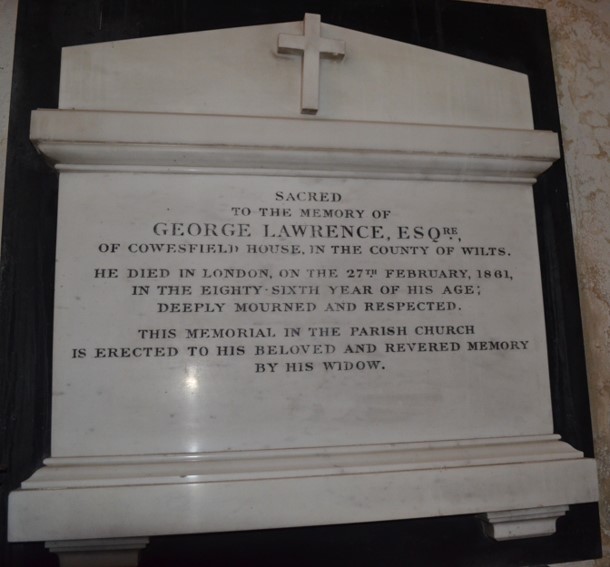 SACRED
TO THE MEMORY OF
GEORGE LAWRENCE, ESQRE,
OF COWESFIELD HOUSE, IN THE COUNTY OF WILTS.
HE DIED IN LONDON, ON THE 27TH FEBRUARY, 1861,
IN THE EIGHTY-SIXTH YEAR OF HIS AGE;
DEEPLY MOURNED AND RESPECTED.
THIS MEMORIAL IN THE PARISH CHURCH
IS ERECTED TO HIS BELOVED AND REVERED MEMORY
BY HIS WIDOW.